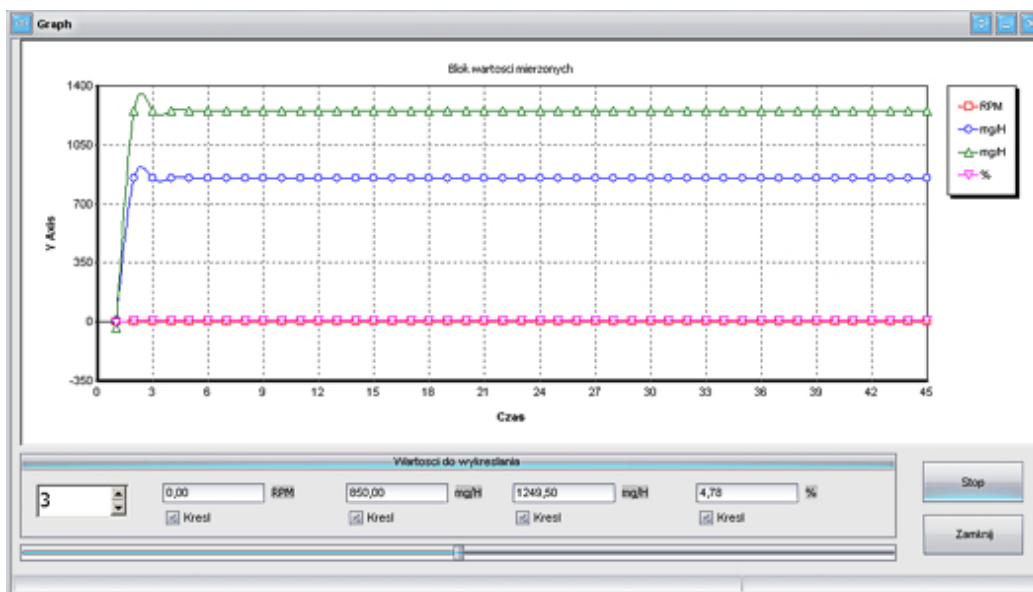 Graph
Blok wartosci mierzonych
1400
1050
700
350
0
-350
Y Axis
0 3 6 9 12 15 18 21 24 27 30 33 36 39 42 45
Czas
RPM
mg/H
mg/H
%
Wartosci do wykreslania
3 0,00 RPM 850,00 mg/H 1249,50 mg/H 4,78 %
Kresl Kresl Kresl Kresl
Stop
Zamknij